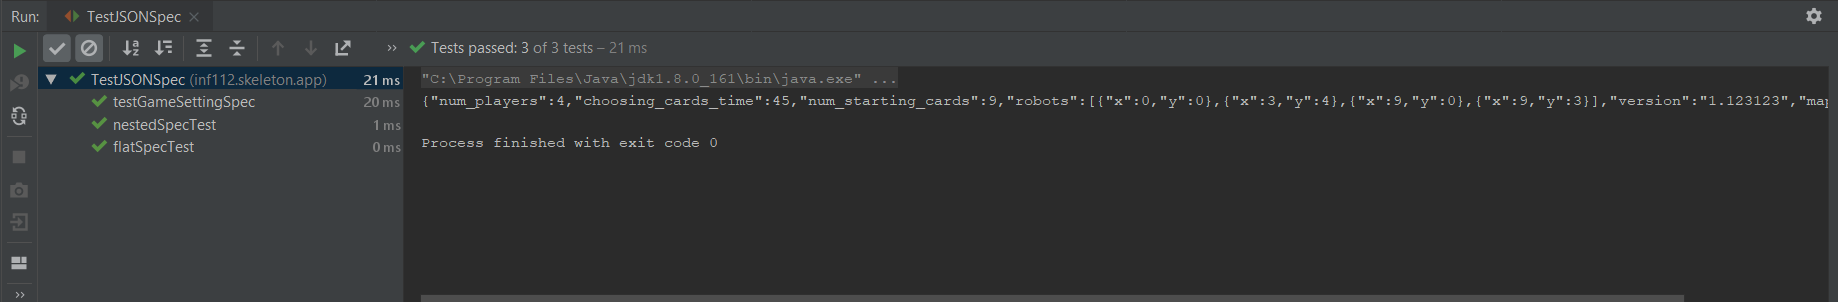 Run: TestJSONSpec
Tests passed: 3 of 3 tests – 21 ms
TestJSONSpec (inf112.skeleton.app) 21 ms
testGameSettingSpec 20 ms
nestedSpecTest 1 ms
flatSpecTest 0 ms
"C:\Program Files\Java\jdk1.8.0_161\bin\java.exe" ...
{"num_players":4,"choosing_cards_time":45,"num_starting_cards":9,"robots":[{"x":0,"y":0},{"x":3,"y":4},{"x":9,"y":0},{"x":9,"y":3}],"version":"1.123123","map
Process finished with exit code 0